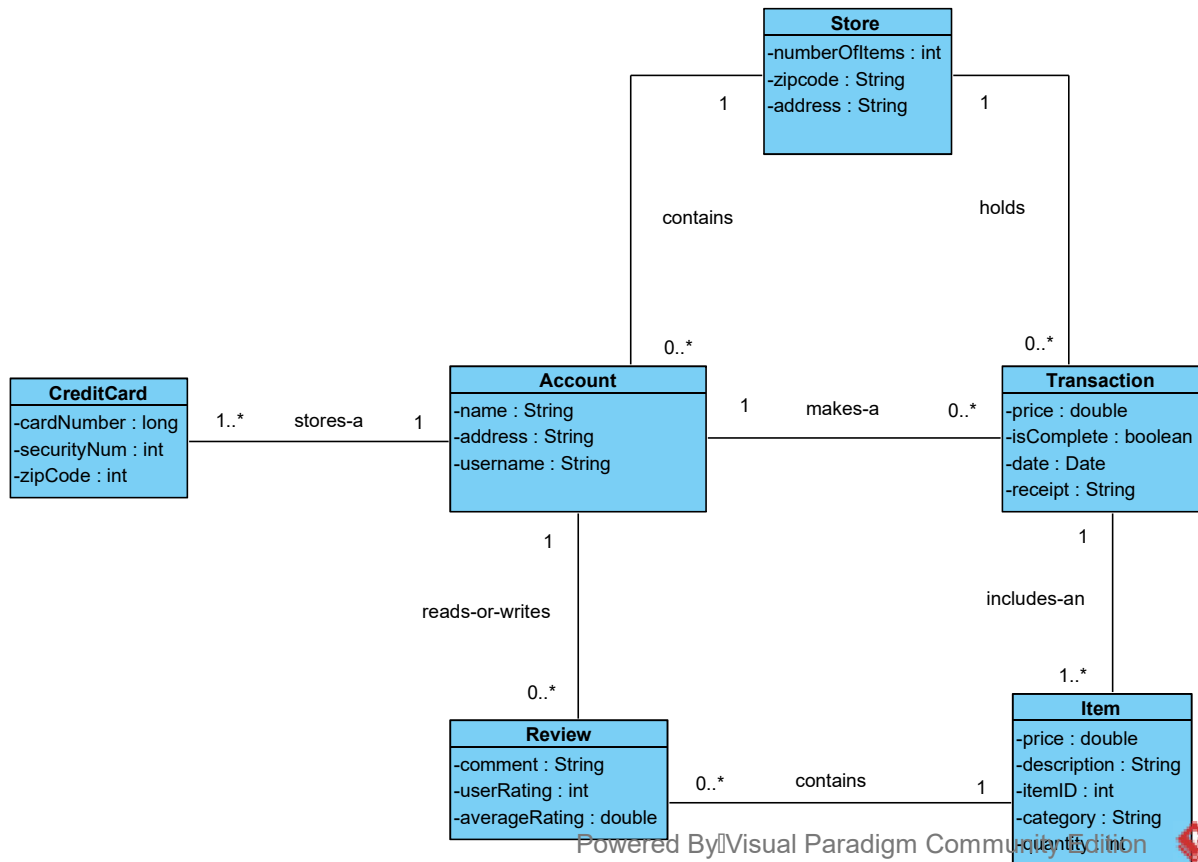 Store
-numberOfItems : int
-zipcode : String
-address : String
1
1
contains
holds
0..*
0..*
CreditCard
-cardNumber : long
-securityNum : int
-zipCode : int
1..*
stores-a
1
Account
-name : String
-address : String
-username : String
1
makes-a
0..*
Transaction
-price : double
-isComplete : boolean
-date : Date
-receipt : String
1
1
reads-or-writes
includes-an
0..*
1..*
Review
-comment : String
-userRating : int
-averageRating : double
0..*
contains
1
Item
-price : double
-description : String
-itemID : int
-category : String
-quantity : int
Powered By Visual Paradigm Community Edition